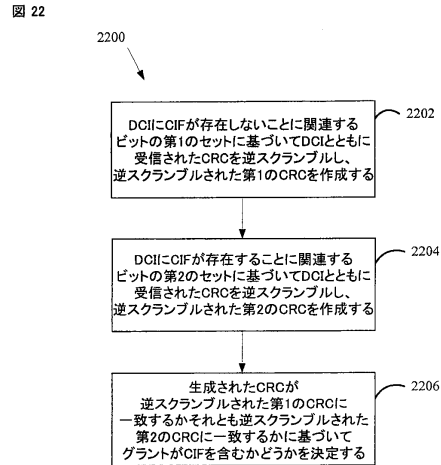 図 22
2200
DCIにCIFが存在しないことに関連する
ビットの第1のセットに基づいてDCIとともに
受信されたCRCを逆スクランブルし、
逆スクランブルされた第1のCRCを作成する
2202
DCIにCIFが存在することに関連する
ビットの第2のセットに基づいてDCIとともに
受信されたCRCを逆スクランブルし、
逆スクランブルされた第2のCRCを作成する
2204
生成されたCRCが
逆スクランブルされた第1のCRCに
一致するかそれとも逆スクランブルされた
第2のCRCに一致するかに基づいて
グラントがCIFを含むかどうかを決定する
2206